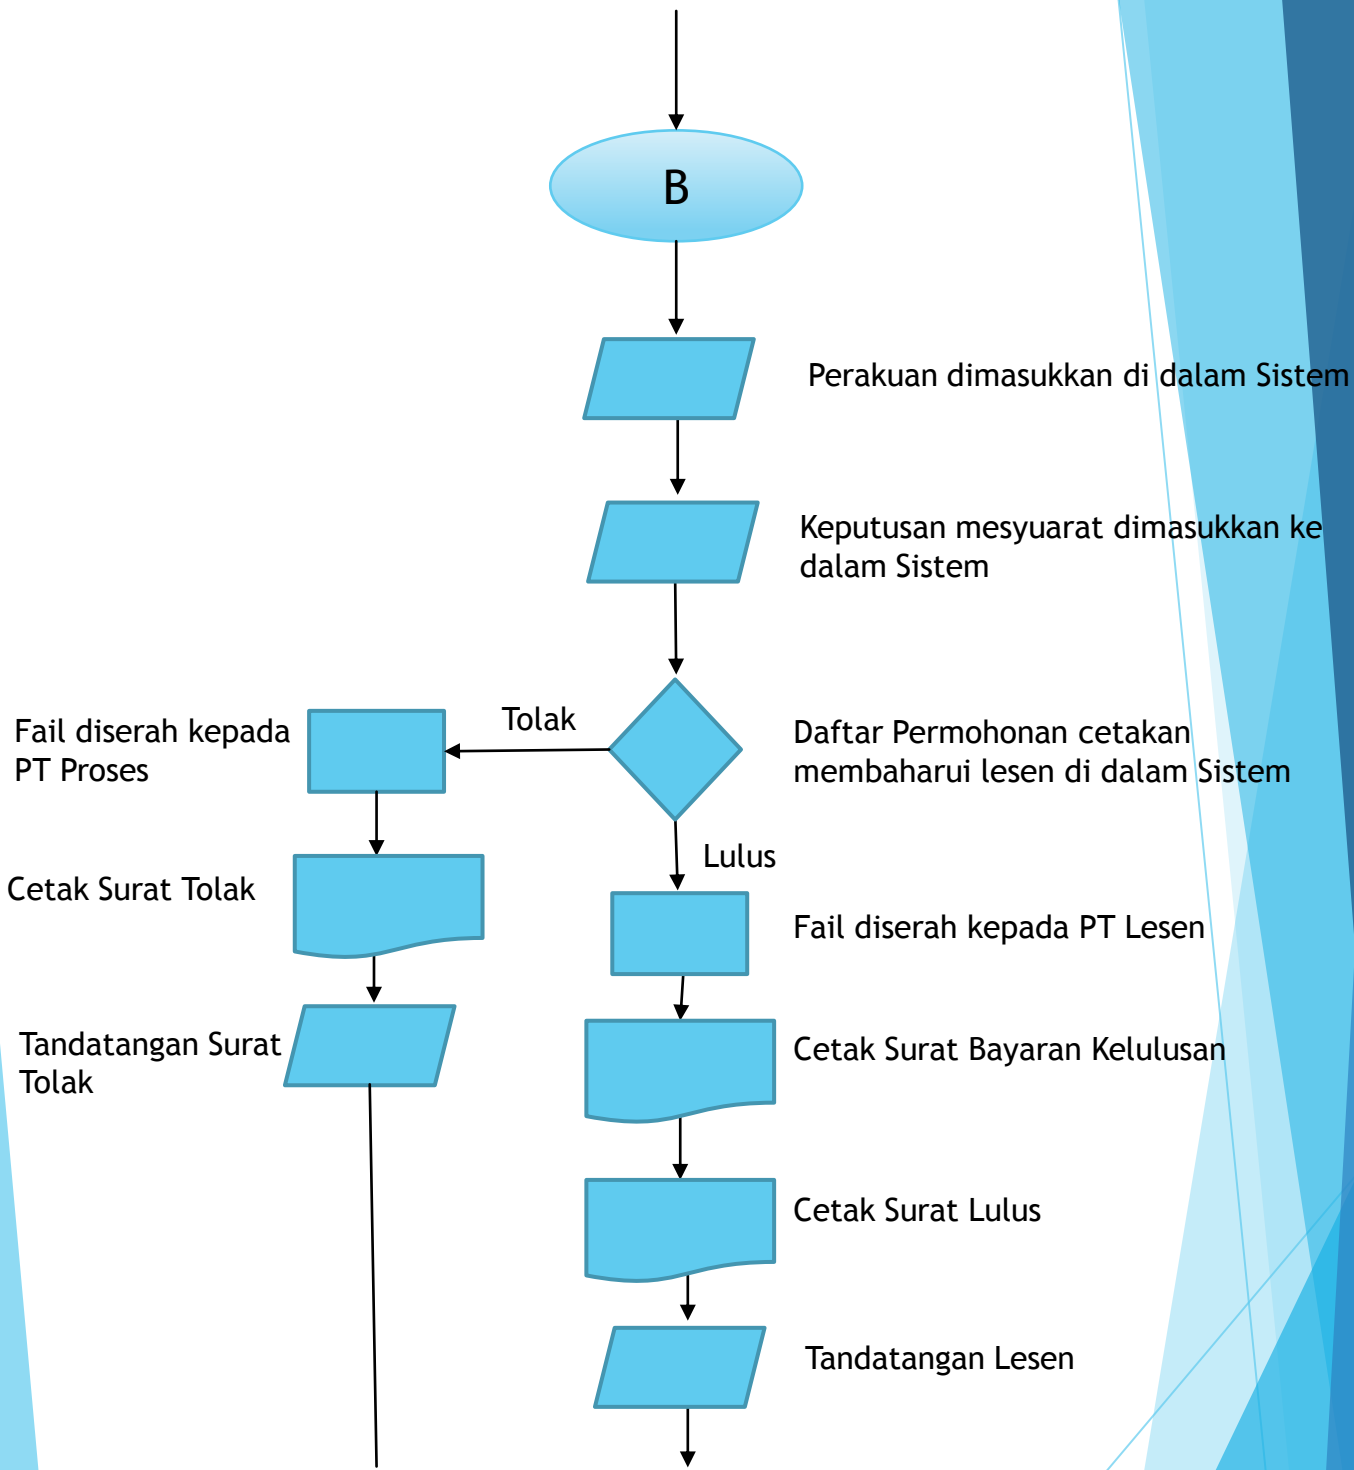 B
Perakuan dimasukkan di dalam Sistem
Keputusan mesyuarat dimasukkan ke
dalam Sistem
Tolak
Daftar Permohonan cetakan
membaharui lesen di dalam Sistem
Fail diserah kepada
PT Proses
Cetak Surat Tolak
Tandatangan Surat
Tolak
Lulus
Fail diserah kepada PT Lesen
Cetak Surat Bayaran Kelulusan
Cetak Surat Lulus
Tandatangan Lesen